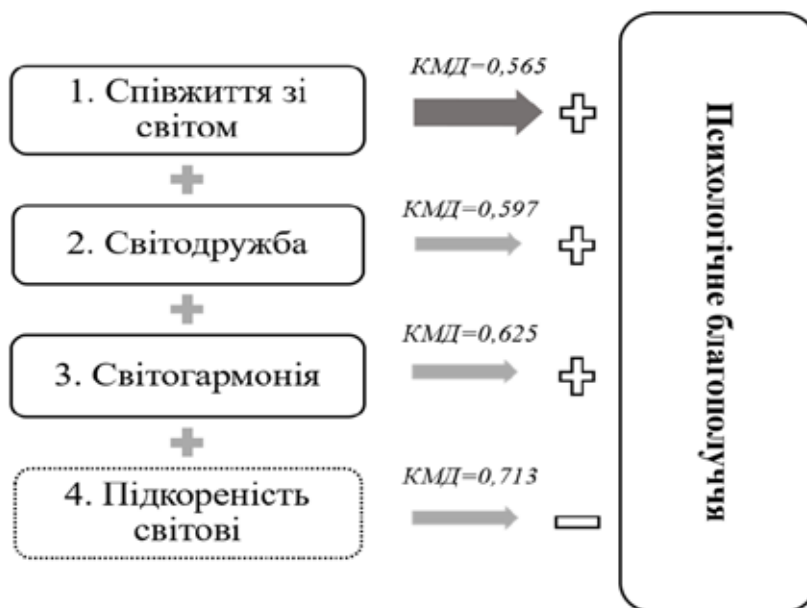 КМД=0,565
1. Співжиття зі
світом
КМД=0,597
2. Світодружба
КМД=0,625
3. Світогармонія
КМД=0,713
4. Підкореність
світові
Психологічне благополуччя